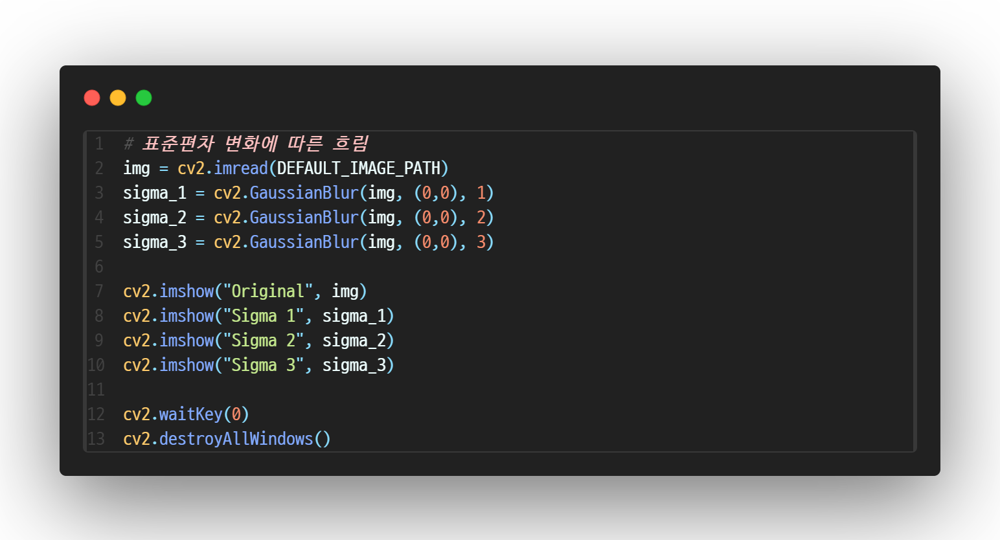 1 # 표준편차 변화에 따른 흐림
2 img = cv2.imread(DEFAULT_IMAGE_PATH)
3 sigma_1 = cv2.GaussianBlur(img, (0,0), 1)
4 sigma_2 = cv2.GaussianBlur(img, (0,0), 2)
5 sigma_3 = cv2.GaussianBlur(img, (0,0), 3)
6
7 cv2.imshow("Original", img)
8 cv2.imshow("Sigma 1", sigma_1)
9 cv2.imshow("Sigma 2", sigma_2)
10 cv2.imshow("Sigma 3", sigma_3)
11
12 cv2.waitKey(0)
13 cv2.destroyAllWindows()